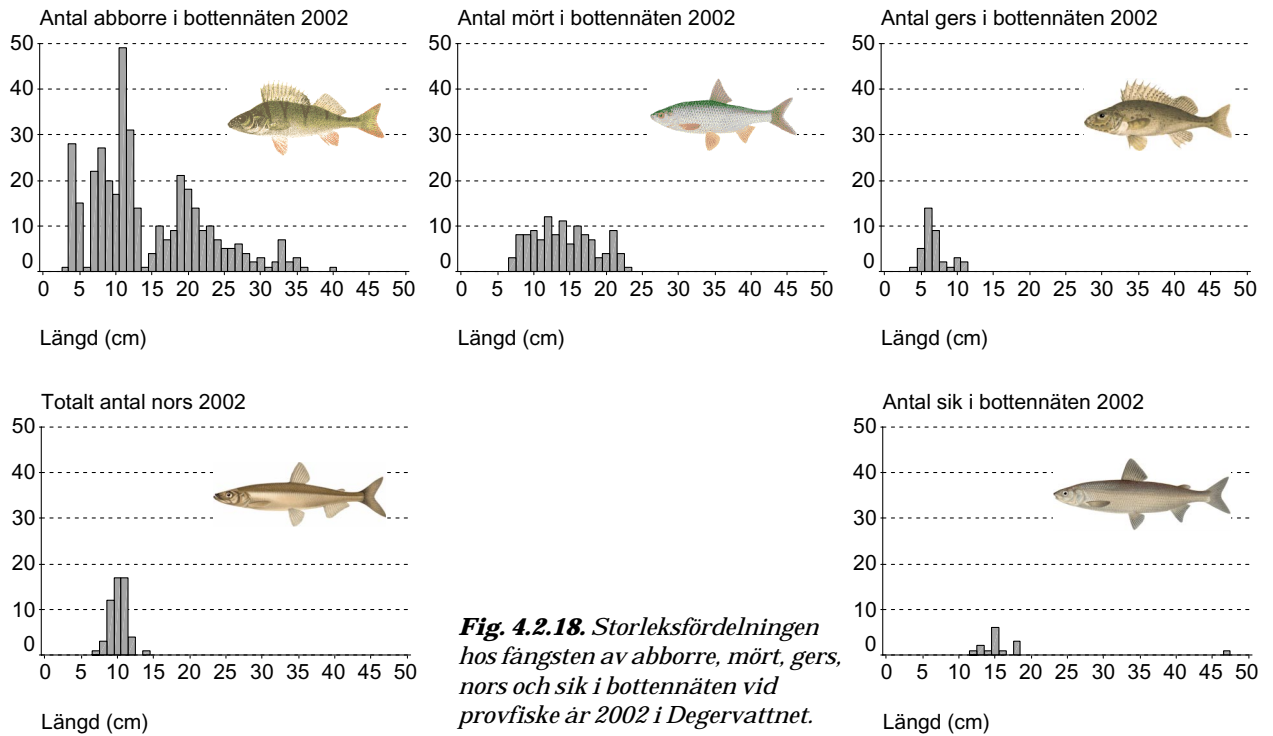 Antal abborre i bottennäten 2002
50
40
30
20
10
0
0 5 10 15 20 25 30 35 40 45 50
Längd (cm)
Antal mört i bottennäten 2002
50
40
30
20
10
0
0 5 10 15 20 25 30 35 40 45 50
Längd (cm)
Antal gers i bottennäten 2002
50
40
30
20
10
0
0 5 10 15 20 25 30 35 40 45 50
Längd (cm)
Totalt antal nors 2002
50
40
30
20
10
0
0 5 10 15 20 25 30 35 40 45 50
Längd (cm)
Fig. 4.2.18. Storleksfördelningen
hos fångsten av abborre, mört, gers,
nors och sik i bottennäten vid
provfiske år 2002 i Degervattnet.
Antal sik i bottennäten 2002
50
40
30
20
10
0
0 5 10 15 20 25 30 35 40 45 50
Längd (cm)